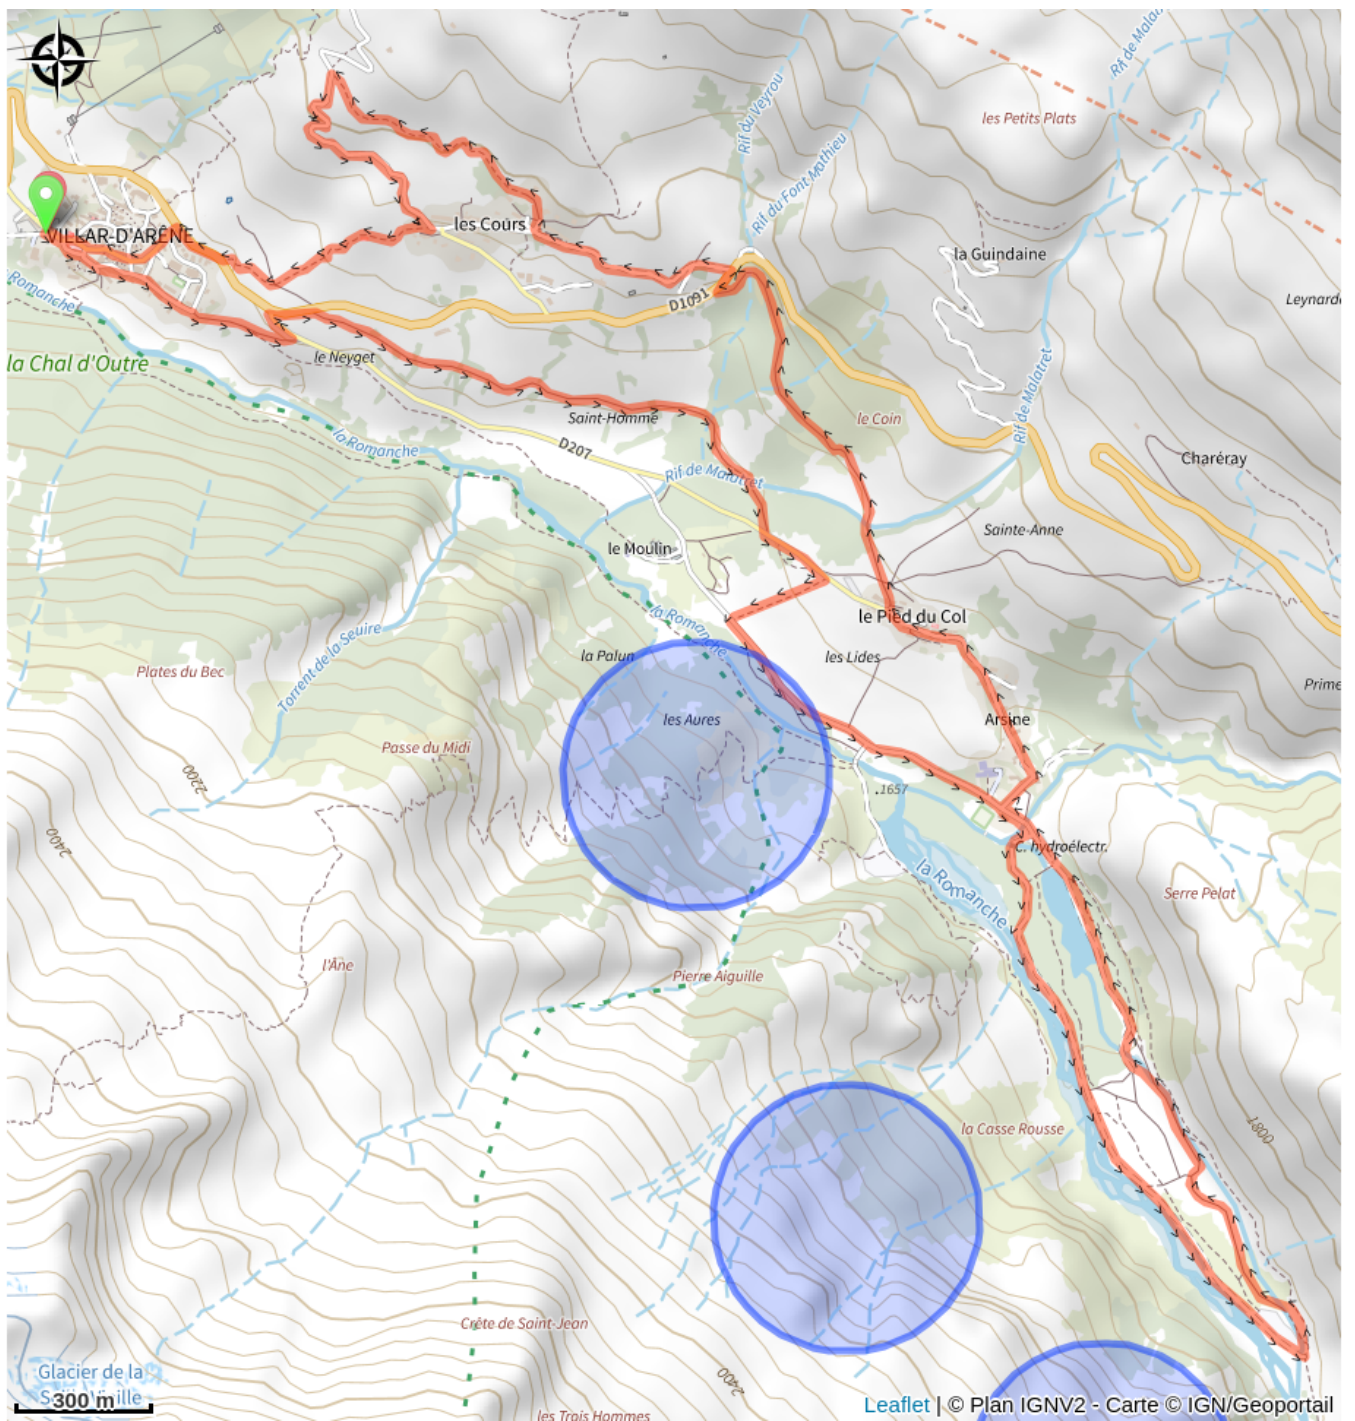 Rif de Malat
Rif du Veyrou
les Petits Plats
Rif du Font Mathieu
les Cours
VILLAR-D'ARÊNE
la Guindaine
Romanche
D1091
Leynard
la Chal d'Outre
le Neyget
Rif de Malatret
Saint-Homme
le Coin
la Romanche
D207
Charéray
Rif de Malatret
Sainte-Anne
le Moulin
la Romanche
le Pied du Col
Torrent de la Seuire
la Palun
les Lides
Plates du Bec
Prime
les Aures
Arsine
Passe du Midi
2200
.1657
2400
C. hydroélectr.
la Romanche
Serre Pelat
l'Âne
Pierre Aiguille
la Casse Rousse
1800
Crête de Saint-Jean
Glacier de la
2400
300 m
les Trois Hommes
Leaflet | © Plan IGNV2 - Carte © IGN/Geoportail